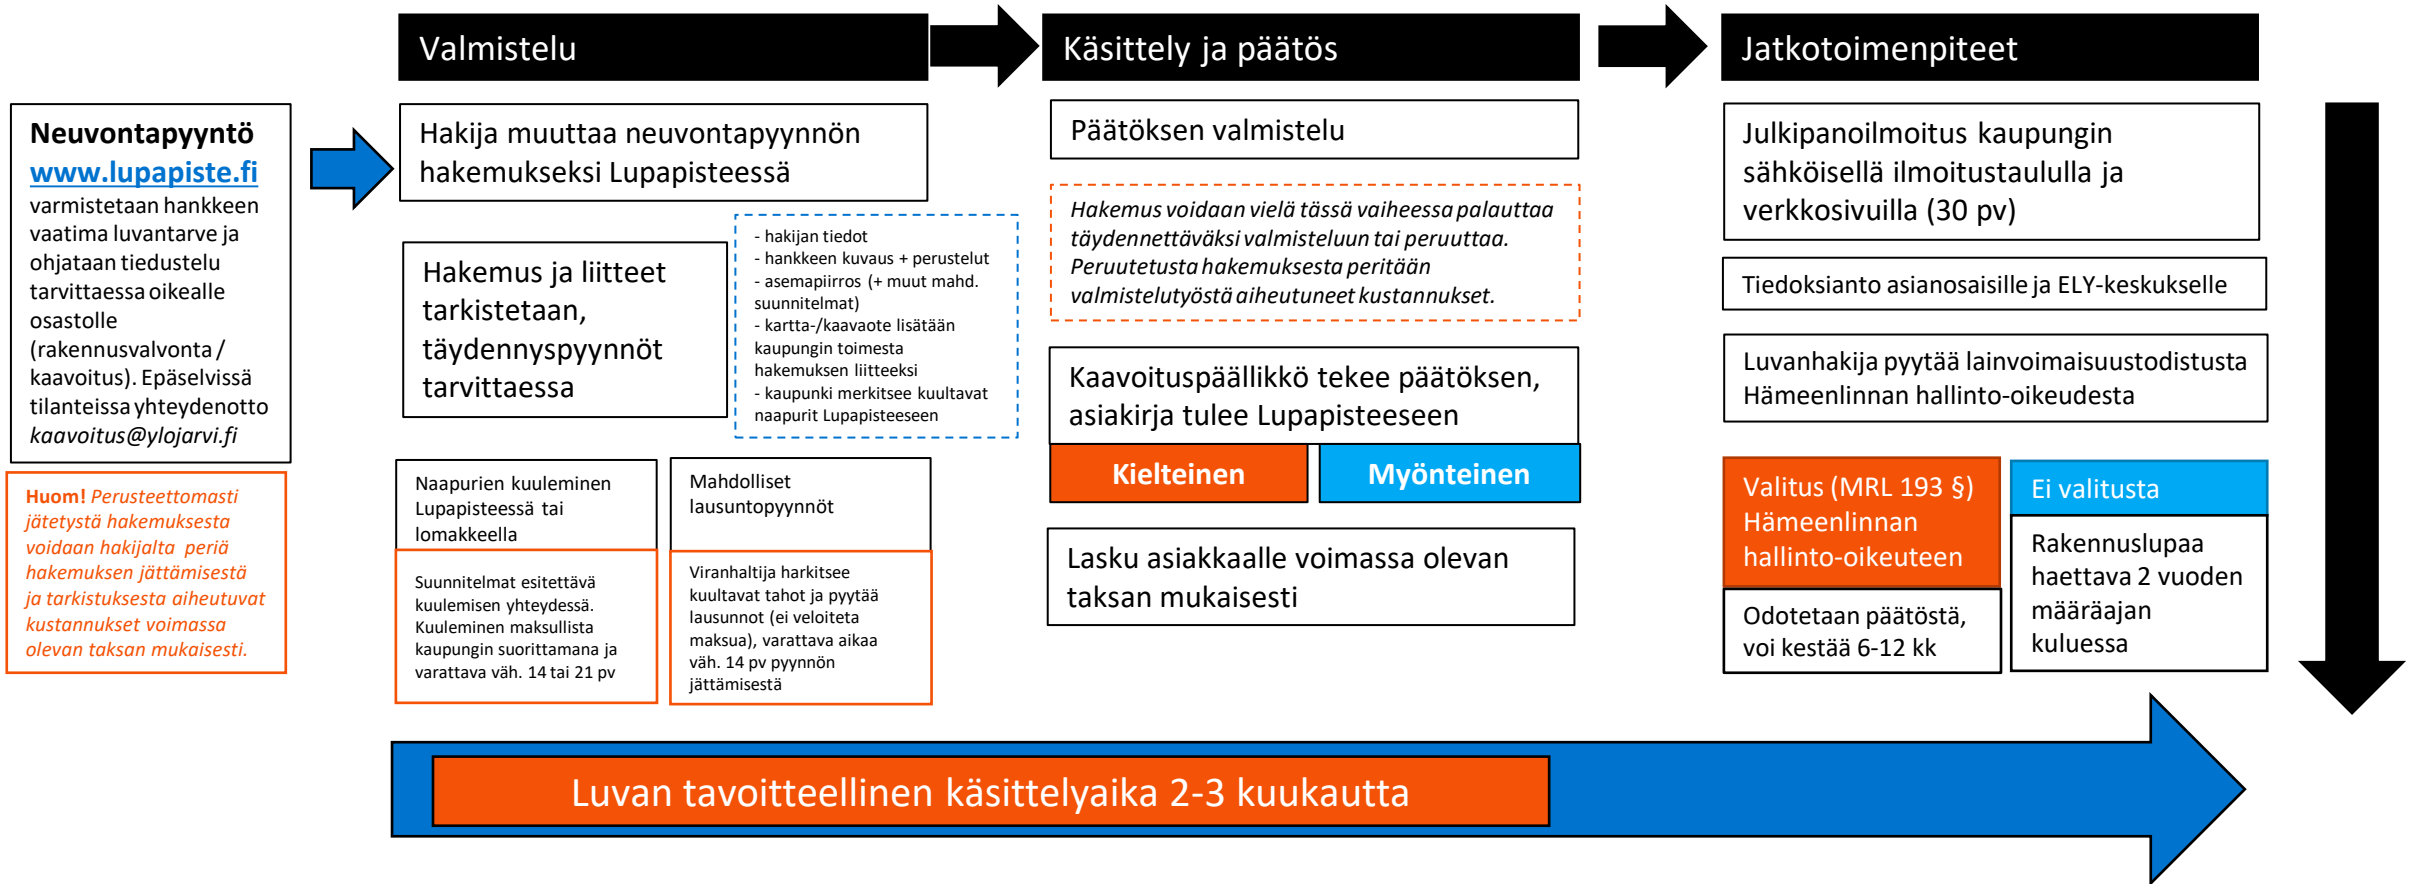 Valmistelu
Käsittely ja päätös
Jatkotoimenpiteet
Neuvontapyyntö
www.lupapiste.fi
varmistetaan hankkeen
vaatima luvantarve ja
ohjataan tiedustelu
tarvittaessa oikealle
osastolle
(rakennusvalvonta /
kaavoitus). Epäselvissä
tilanteissa yhteydenotto
kaavoitus@ylojarvi.fi
Huom! Perusteettomasti
jätetystä hakemuksesta
voidaan hakijalta periä
hakemuksen jättämisestä
ja tarkistuksesta aiheutuvat
kustannukset voimassa
olevan taksan mukaisesti.
Hakija muuttaa neuvontapyynnön
hakemukseksi Lupapisteessä
Hakemus ja liitteet
tarkistetaan,
täydennyspyynnöt
tarvittaessa
- hakijan tiedot
- hankkeen kuvaus + perustelut
- asemapiirros (+ muut mahd.
suunnitelmat)
- kartta-/kaavaote lisätään
kaupungin toimesta
hakemuksen liitteeksi
- kaupunki merkitsee kuultavat
naapurit Lupapisteeseen
Naapurien kuuleminen
Lupapisteessä tai
lomakkeella
Suunnitelmat esitettävä
kuulemisen yhteydessä.
Kuuleminen maksullista
kaupungin suorittamana ja
varattava väh. 14 tai 21 pv
Mahdolliset
lausuntopyynnöt
Viranhaltija harkitsee
kuultavat tahot ja pyytää
lausunnot (ei veloiteta
maksua), varattava aikaa
väh. 14 pv pyynnön
jättämisestä
Päätöksen valmistelu
Hakemus voidaan vielä tässä vaiheessa palauttaa
täydennettäväksi valmisteluun tai peruuttaa.
Peruutetusta hakemuksesta peritään
valmistelutyöstä aiheutuneet kustannukset.
Kaavoituspäällikkö tekee päätöksen,
asiakirja tulee Lupapisteeseen
Kielteinen
Myönteinen
Lasku asiakkaalle voimassa olevan
taksan mukaisesti
Julkipanoilmoitus kaupungin
sähköisellä ilmoitustaululla ja
verkkosivuilla (30 pv)
Tiedoksianto asianosaisille ja ELY-keskukselle
Luvanhakija pyytää lainvoimaisuustodistusta
Hämeenlinnan hallinto-oikeudesta
Valitus (MRL 193 §)
Hämeenlinnan
hallinto-oikeuteen
Odotetaan päätöstä,
voi kestää 6-12 kk
Ei valitusta
Rakennuslupaa
haettava 2 vuoden
määräajan
kuluessa
Luvan tavoitteellinen käsittelyaika 2-3 kuukautta